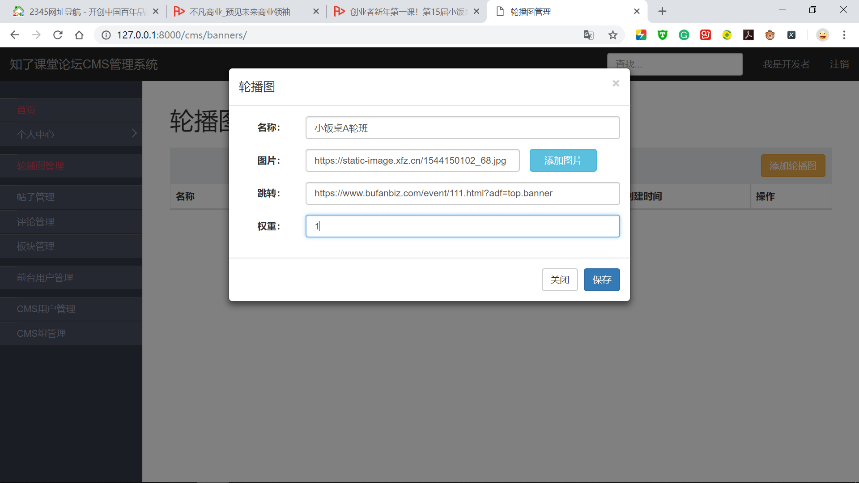 2345网址导航 - 开创中国百年品
不凡商业_预见未来商业领袖
创业者新年第一课！第15届小饭
轮播图管理
127.0.0.1:8000/cms/banners/
知了课堂论坛CMS管理系统
查找...
我是开发者
注销
首页
个人中心
轮播图管理
帖子管理
评论管理
板块管理
前台用户管理
CMS用户管理
CMS组管理
轮播图
添加轮播图
名称
创建时间
操作
轮播图
×
名称：
小饭桌A轮班
图片：
https://static-image.xfz.cn/1544150102_68.jpg
添加图片
跳转：
https://www.bufanbiz.com/event/111.html?adf=top.banner
权重：
1
关闭
保存